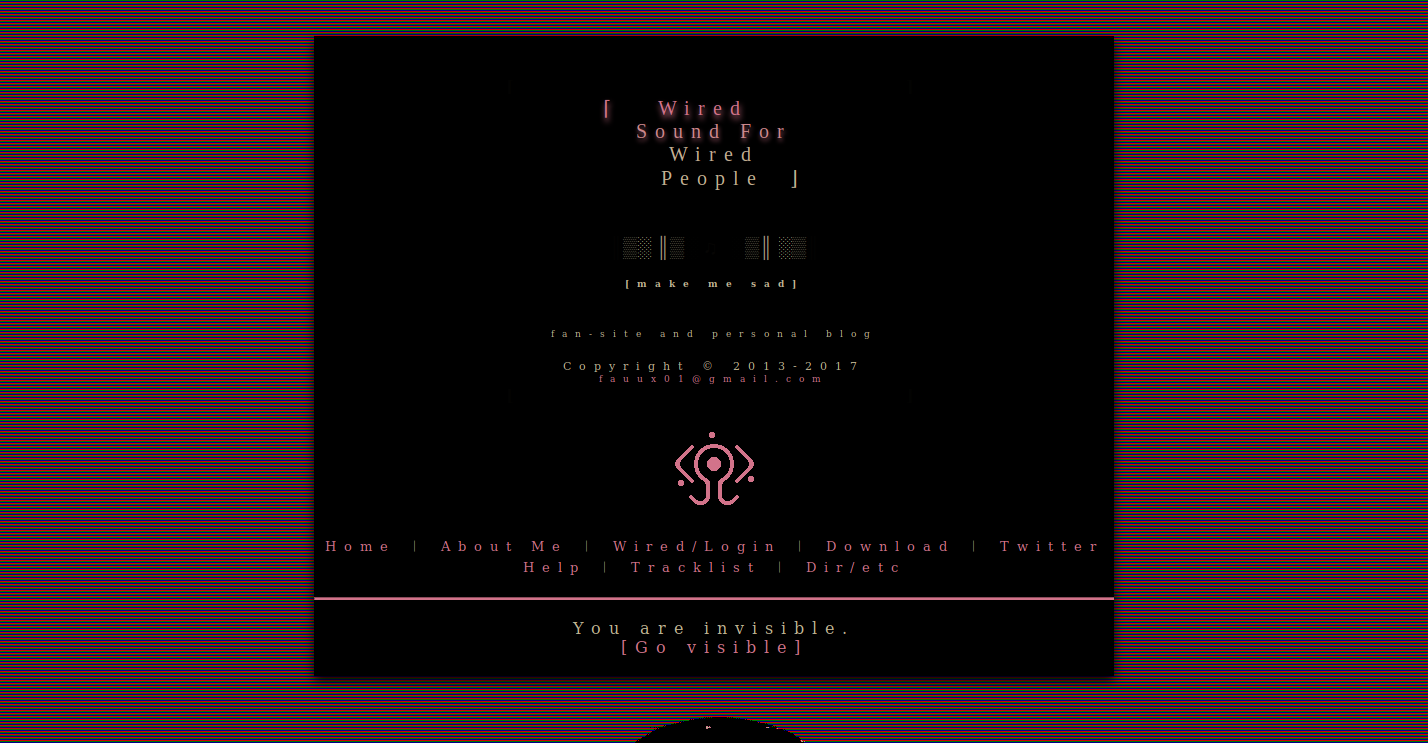 ⌈ Wired
Sound For
Wired
People ⌋
▒░║▒ ▒║░▒
[make me sad]
fan-site and personal blog
Copyright © 2013-2017
fauux01@gmail.com
Home | About Me | Wired/Login | Download | Twitter
Help | Tracklist | Dir/etc
You are invisible.
[Go visible]